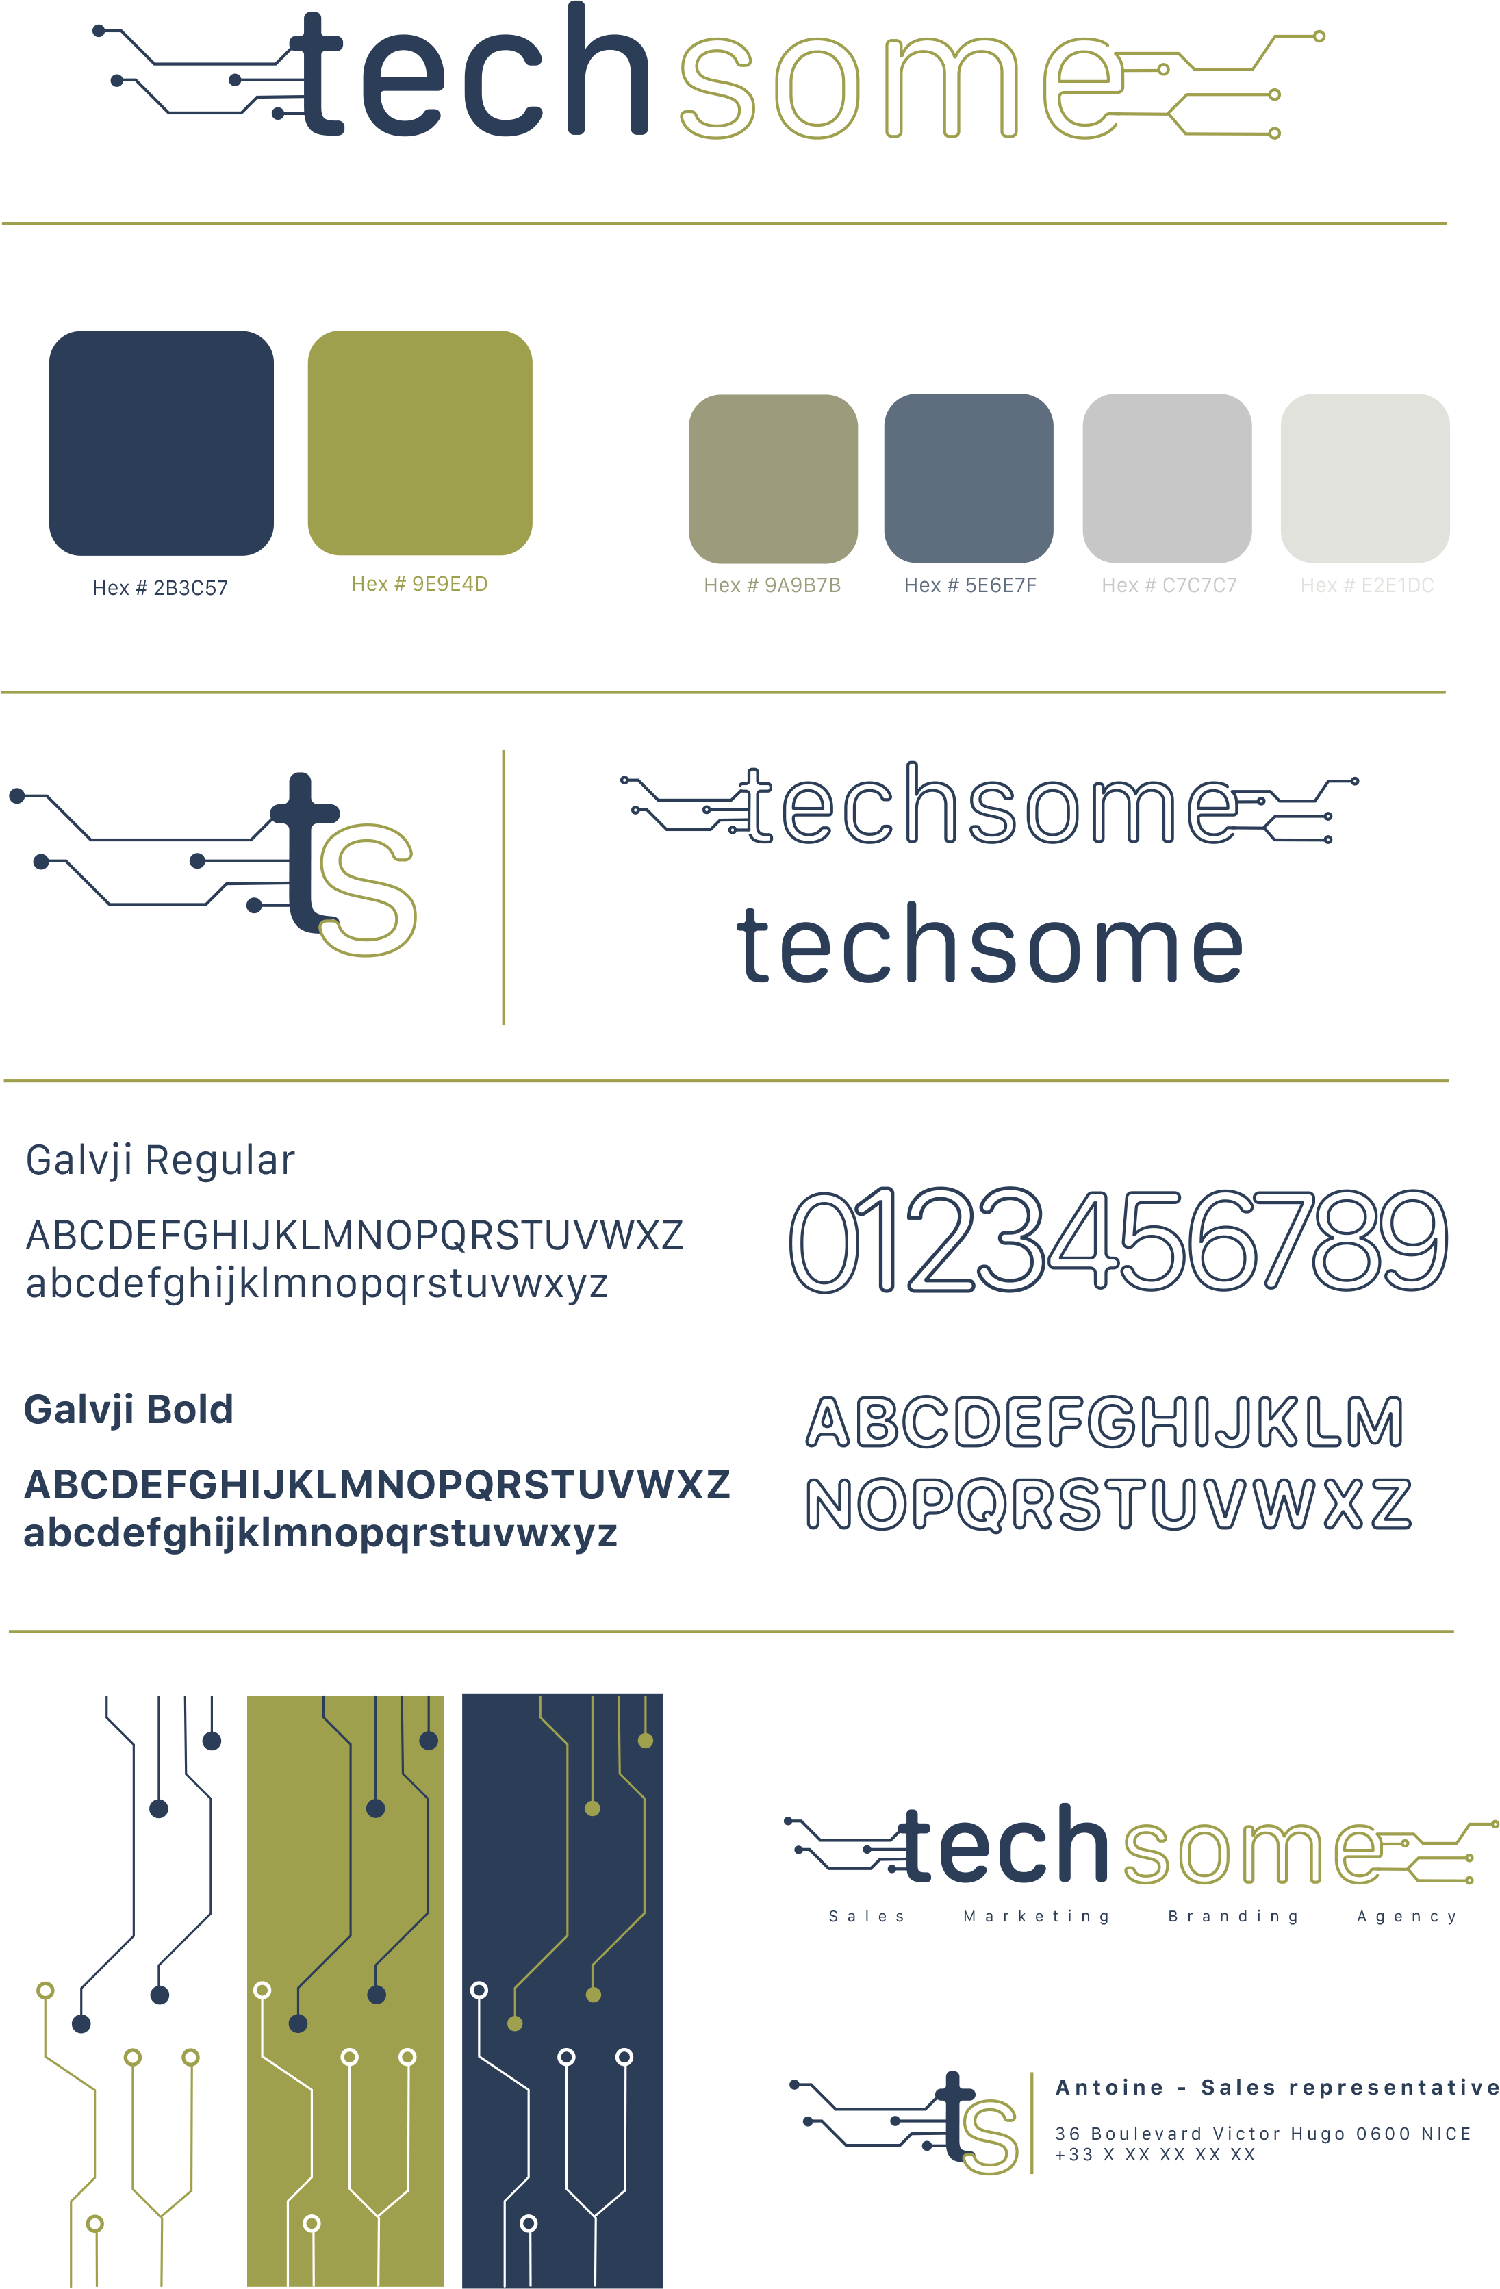 techsome
Hex # 2B3C57
Hex # 9E9E4D
Hex # 9A9B7B
Hex # 5E6E7F
Hex # C7C7C7
Hex # E2E1DC
ts
techsome
techsome
Galvji Regular
ABCDEFGHIJKLMNOPQRSTUVWXZ
abcdefghijklmnopqrstuvwxyz
0123456789
Galvji Bold
ABCDEFGHIJKLMNOPQRSTUVWXZ
abcdefghijklmnopqrstuvwxyz
ABCDEFGHIJKLM
NOPQRSTUVWXZ
techsome
Sales Marketing Branding Agency
ts
Antoine - Sales representative
36 Boulevard Victor Hugo 0600 NICE
+33 X XX XX XX XX